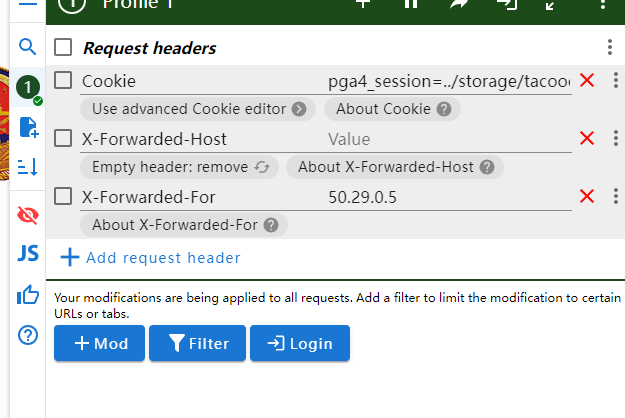 1 Profile 1
Request headers
1
Cookie pga4_session=../storage/tacoo
Use advanced Cookie editor About Cookie ?
X-Forwarded-Host Value
Empty header: remove About X-Forwarded-Host ?
X-Forwarded-For 50.29.0.5
About X-Forwarded-For ?
JS
+ Add request header
Your modifications are being applied to all requests. Add a filter to limit the modification to certain
URLs or tabs.
?
+ Mod Filter Login